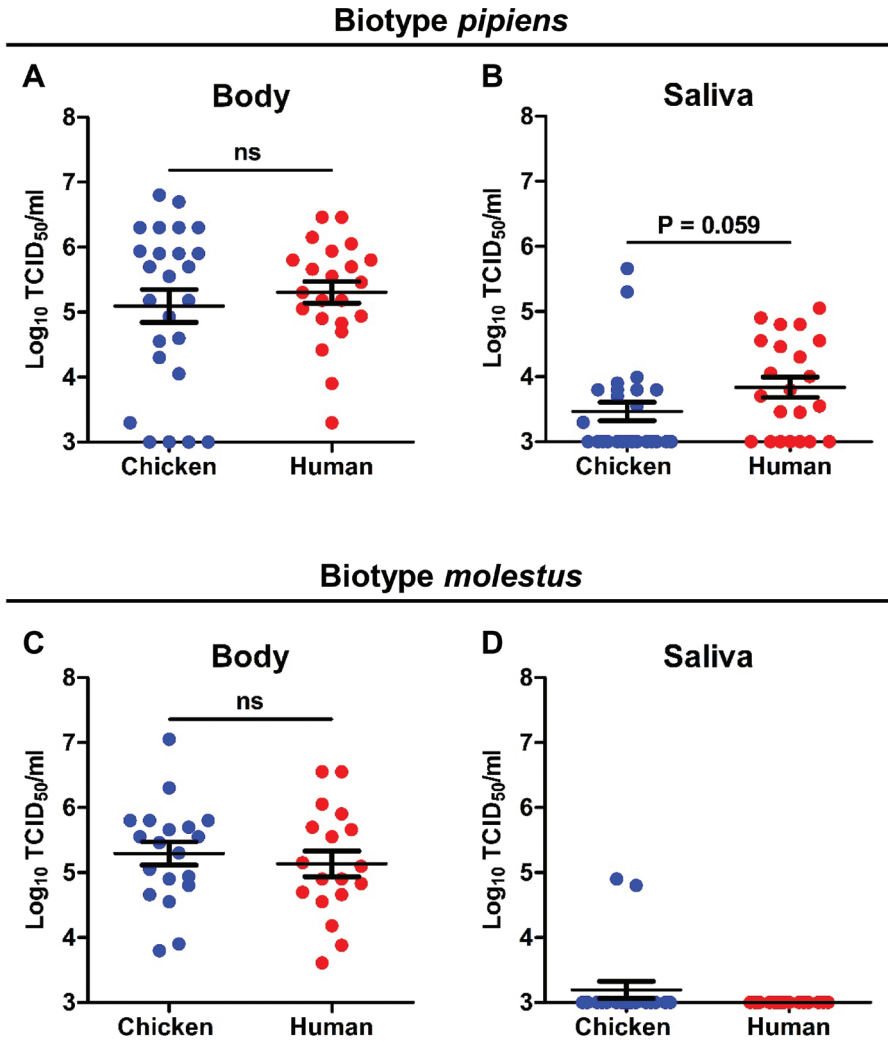 Biotype pipiens
A
B
Body
Saliva
8
7
6
5
4
3
Log10 TCID50/ml
ns
Chicken
Human
8
7
6
5
4
3
Log10 TCID50/ml
P = 0.059
Chicken
Human
Biotype molestus
C
D
Body
Saliva
8
7
6
5
4
3
Log10 TCID50/ml
ns
Chicken
Human
8
7
6
5
4
3
Log10 TCID50/ml
Chicken
Human